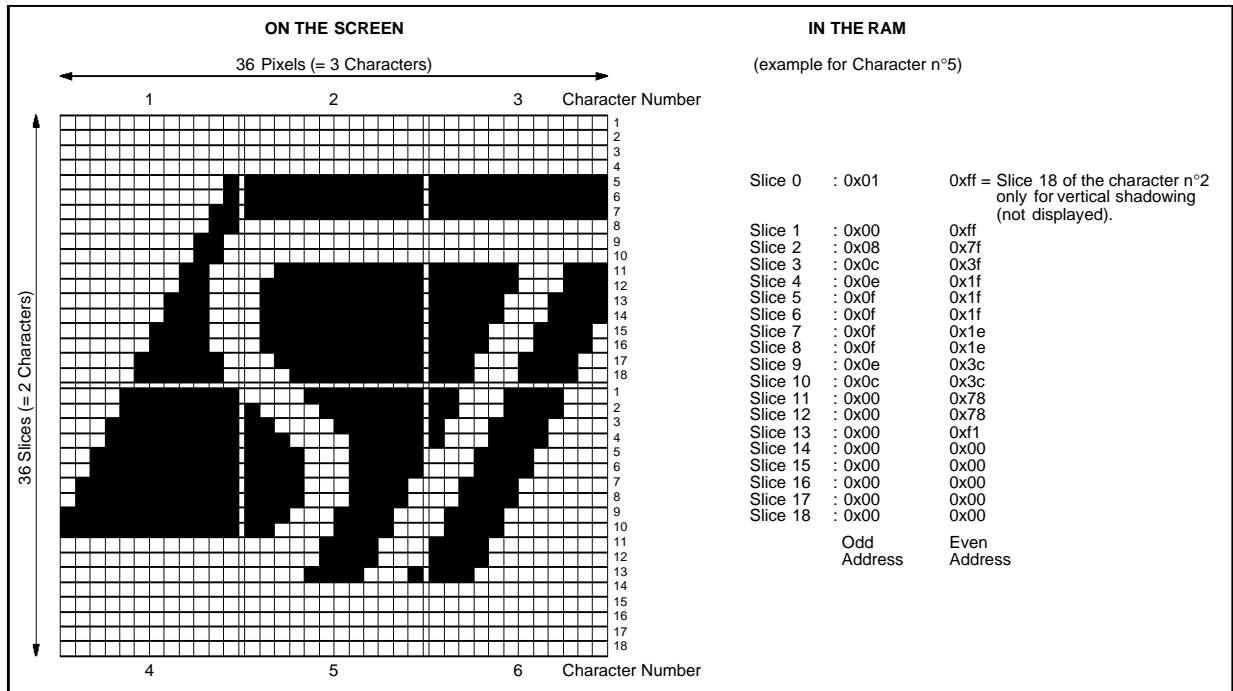 ON THE SCREEN
36 Pixels (= 3 Characters)
1 2 3 Character Number
36 Slices (= 2 Characters)
1
2
3
4
5
6
7
8
9
10
11
12
13
14
15
16
17
18
1
2
3
4
5
6
7
8
9
10
11
12
13
14
15
16
17
18
4 5 6 Character Number
IN THE RAM
(example for Character n°5)
Slice 0 : 0x01 0xff = Slice 18 of the character n°2
only for vertical shadowing
(not displayed).
Slice 1 : 0x00 0xff
Slice 2 : 0x08 0x7f
Slice 3 : 0x0c 0x3f
Slice 4 : 0x0e 0x1f
Slice 5 : 0x0f 0x1f
Slice 6 : 0x0f 0x1f
Slice 7 : 0x0f 0x1e
Slice 8 : 0x0f 0x1e
Slice 9 : 0x0e 0x3c
Slice 10 : 0x0c 0x3c
Slice 11 : 0x00 0x78
Slice 12 : 0x00 0x78
Slice 13 : 0x00 0xf1
Slice 14 : 0x00 0x00
Slice 15 : 0x00 0x00
Slice 16 : 0x00 0x00
Slice 17 : 0x00 0x00
Slice 18 : 0x00 0x00
Odd Even
Address Address